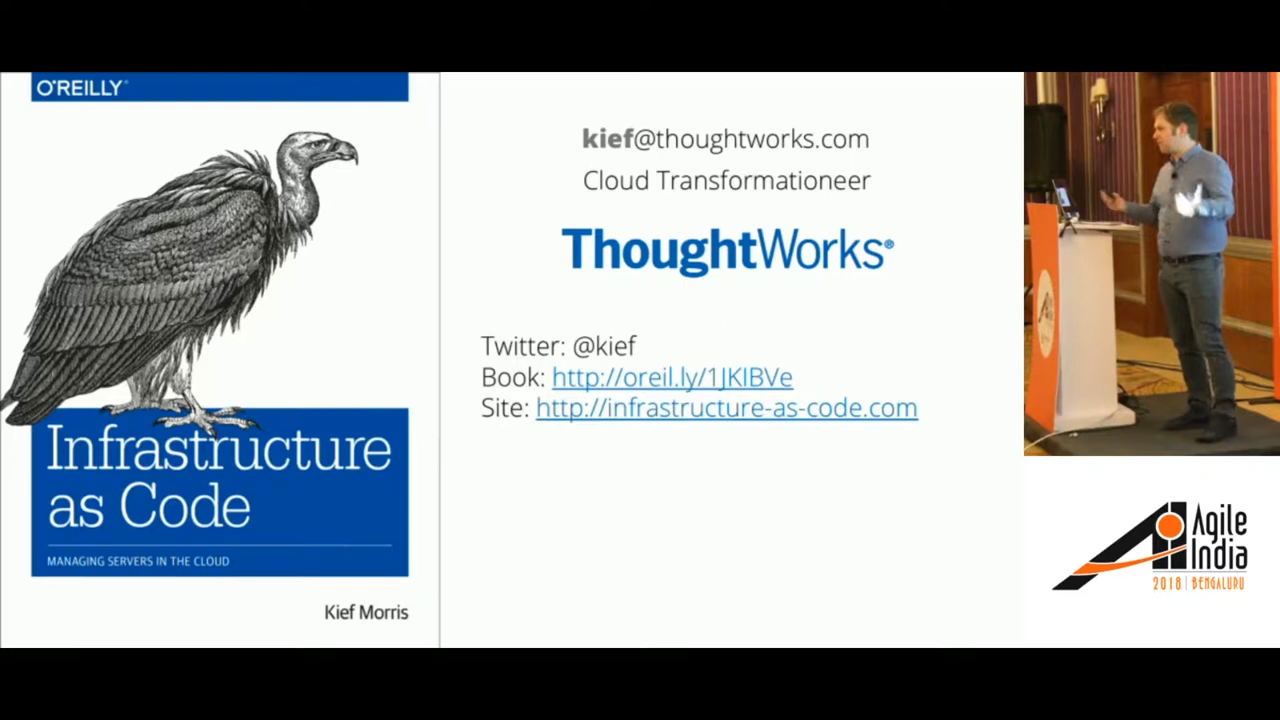 O'REILLY®
Infrastructure
as Code
MANAGING SERVERS IN THE CLOUD
Kief Morris
kief@thoughtworks.com
Cloud Transformationeer
ThoughtWorks®
Twitter: @kief
Book: http://oreil.ly/1JKIBVe
Site: http://infrastructure-as-code.com
Agile
India
2018 | BENGALURU